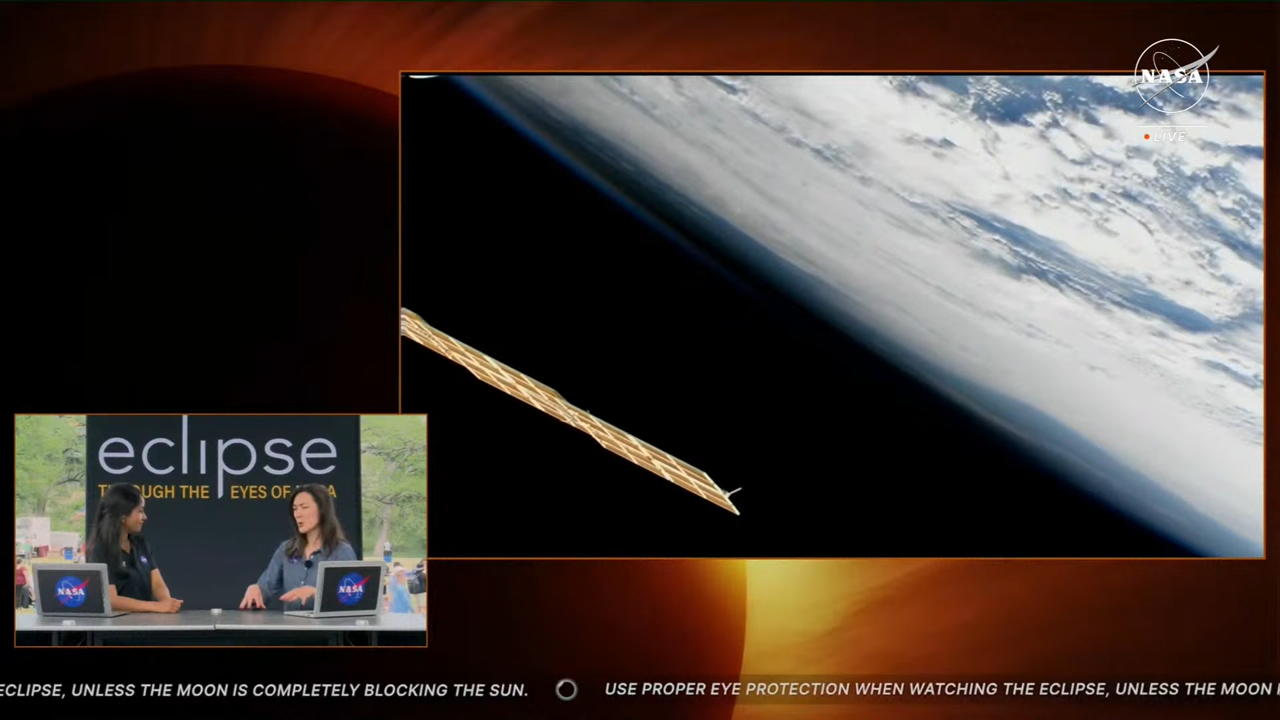 NASA
LIVE
eclipse
THROUGH THE EYES OF
NASA
NASA
ECLIPSE, UNLESS THE MOON IS COMPLETELY BLOCKING THE SUN.
USE PROPER EYE PROTECTION WHEN WATCHING THE ECLIPSE, UNLESS THE MOON